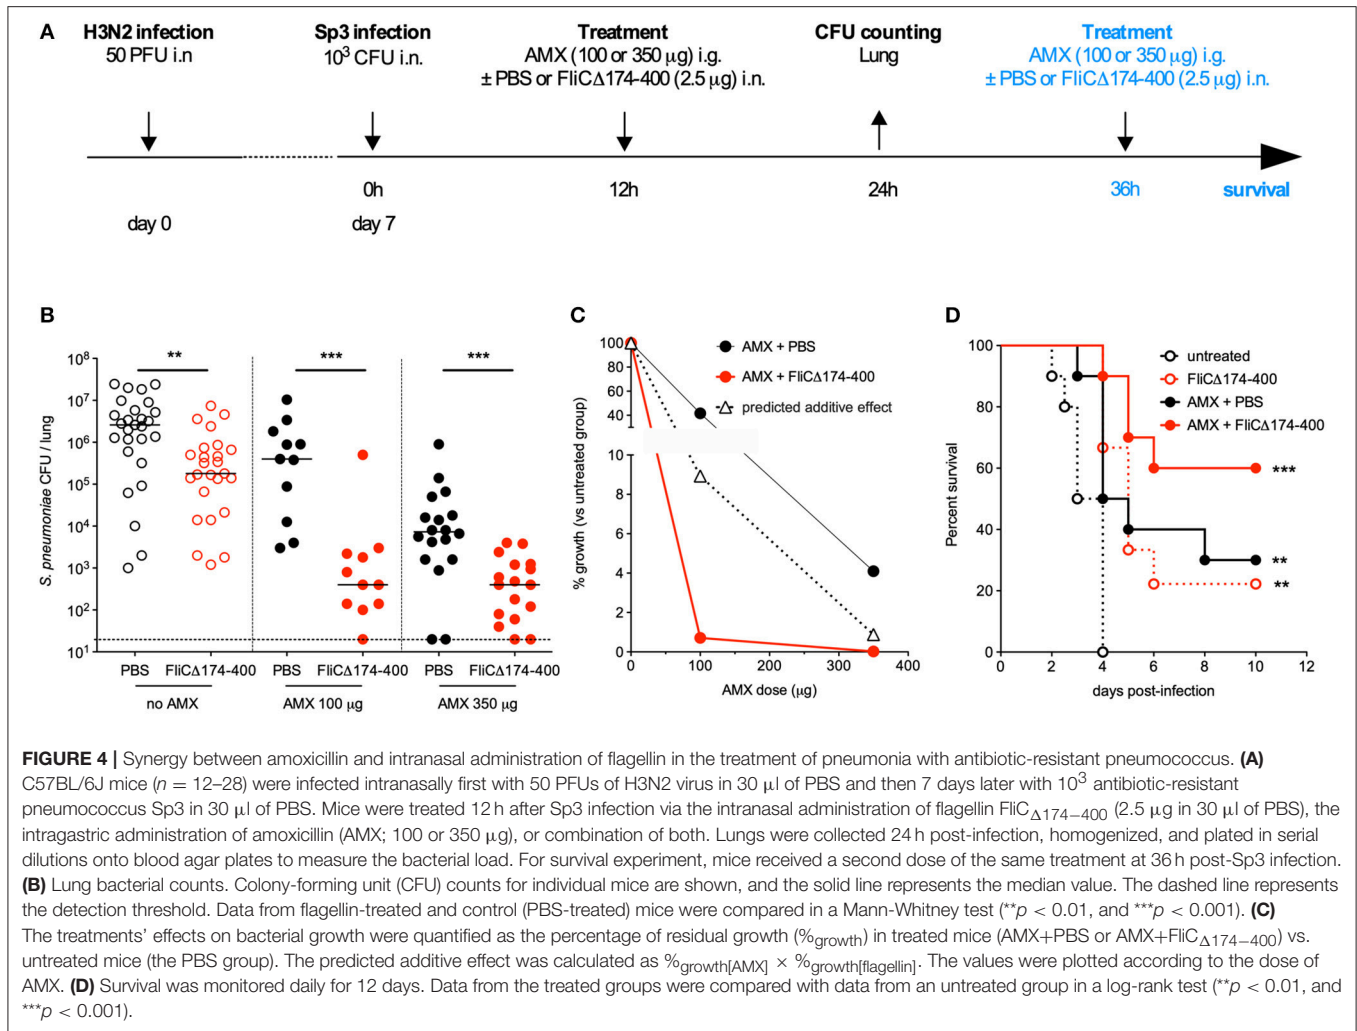 A
H3N2 infection
50 PFU i.n
Sp3 infection
10³ CFU i.n.
Treatment
AMX (100 or 350 μg) i.g.
± PBS or FliCΔ174-400 (2.5 μg) i.n.
CFU counting
Lung
Treatment
AMX (100 or 350 μg) i.g.
± PBS or FliCΔ174-400 (2.5 μg) i.n.
0h
12h
24h
36h
survival
day 0
day 7
B
S. pneumoniae CFU / lung
10⁸
10⁷
10⁶
10⁵
10⁴
10³
10²
10¹
**
***
***
PBS FliCΔ174-400
PBS FliCΔ174-400
PBS FliCΔ174-400
no AMX
AMX 100 μg
AMX 350 μg
C
% growth (vs untreated group)
100
80
60
40
10
8
6
4
2
0
AMX + PBS
AMX + FliCΔ174-400
predicted additive effect
0 100 200 300 400
AMX dose (μg)
D
Percent survival
100
80
60
40
20
0
untreated
FliCΔ174-400
AMX + PBS
AMX + FliCΔ174-400
***
**
**
0 2 4 6 8 10 12
days post-infection
FIGURE 4 | Synergy between amoxicillin and intranasal administration of flagellin in the treatment of pneumonia with antibiotic-resistant pneumococcus. (A)
C57BL/6J mice (n = 12–28) were infected intranasally first with 50 PFUs of H3N2 virus in 30 μl of PBS and then 7 days later with 10³ antibiotic-resistant
pneumococcus Sp3 in 30 μl of PBS. Mice were treated 12 h after Sp3 infection via the intranasal administration of flagellin FliCΔ174−400 (2.5 μg in 30 μl of PBS), the
intragastric administration of amoxicillin (AMX; 100 or 350 μg), or combination of both. Lungs were collected 24 h post-infection, homogenized, and plated in serial
dilutions onto blood agar plates to measure the bacterial load. For survival experiment, mice received a second dose of the same treatment at 36 h post-Sp3 infection.
(B) Lung bacterial counts. Colony-forming unit (CFU) counts for individual mice are shown, and the solid line represents the median value. The dashed line represents
the detection threshold. Data from flagellin-treated and control (PBS-treated) mice were compared in a Mann-Whitney test (**p < 0.01, and ***p < 0.001). (C)
The treatments' effects on bacterial growth were quantified as the percentage of residual growth (%growth) in treated mice (AMX+PBS or AMX+FliCΔ174−400) vs.
untreated mice (the PBS group). The predicted additive effect was calculated as %growth[AMX] × %growth[flagellin]. The values were plotted according to the dose of
AMX. (D) Survival was monitored daily for 12 days. Data from the treated groups were compared with data from an untreated group in a log-rank test (**p < 0.01, and
***p < 0.001).